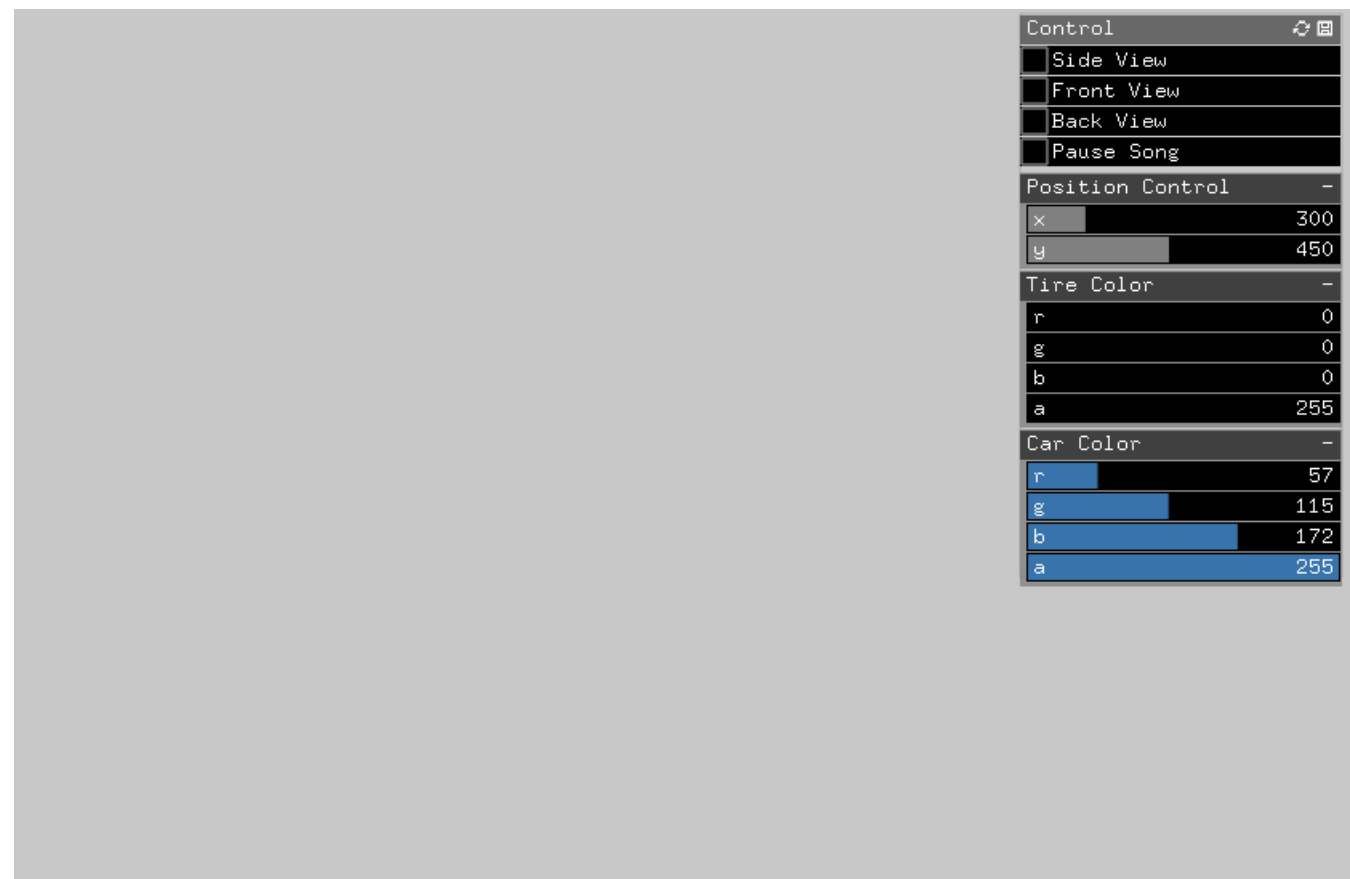 Control
Side View
Front View
Back View
Pause Song
Position Control -
x 300
y 450
Tire Color -
r 0
g 0
b 0
a 255
Car Color -
r 57
g 115
b 172
a 255